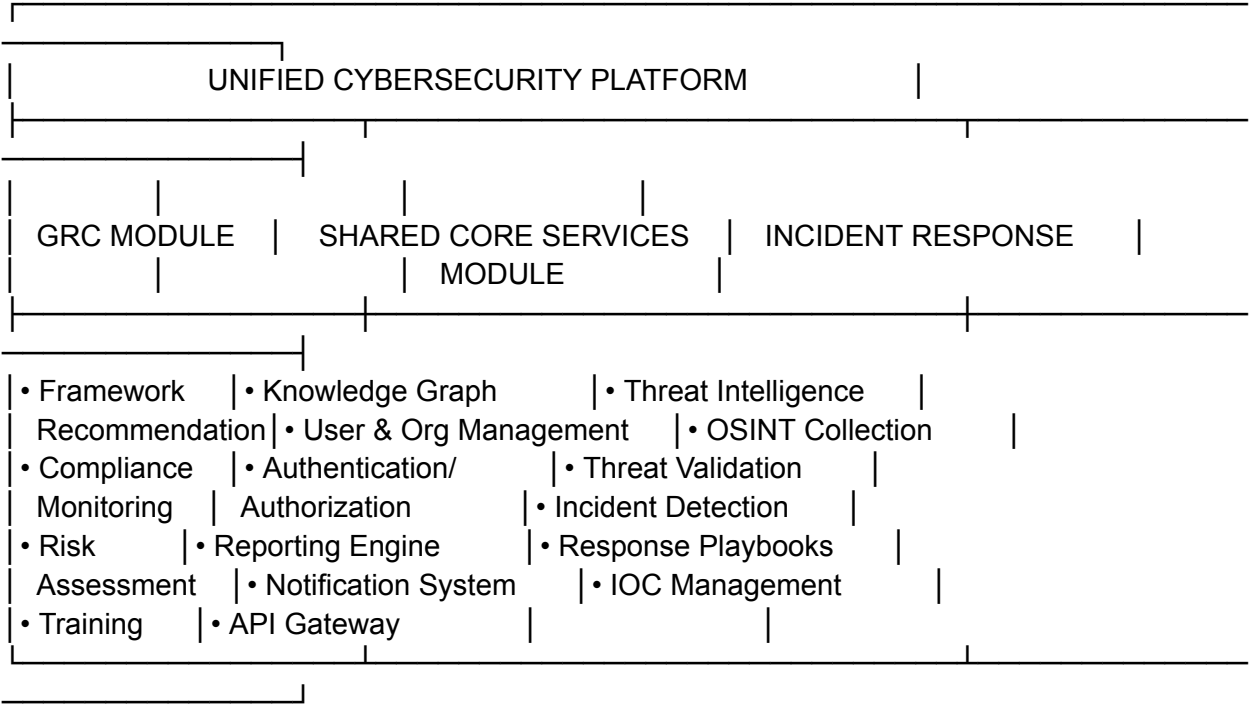 UNIFIED CYBERSECURITY PLATFORM
GRC MODULE │ SHARED CORE SERVICES │ INCIDENT RESPONSE │
│ │ │ MODULE │
│• Framework │• Knowledge Graph │• Threat Intelligence │
│ Recommendation│• User & Org Management │• OSINT Collection │
│• Compliance │• Authentication/ │• Threat Validation │
│ Monitoring │ Authorization │• Incident Detection │
│• Risk │• Reporting Engine │• Response Playbooks │
│ Assessment │• Notification System │• IOC Management │
│• Training │• API Gateway │ │